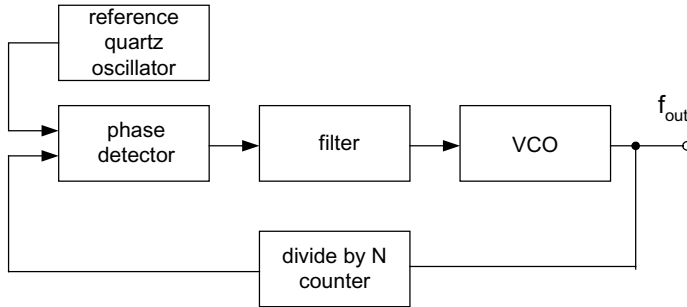 reference
quartz
oscillator
phase
detector
filter
VCO
f_out
divide by N
counter